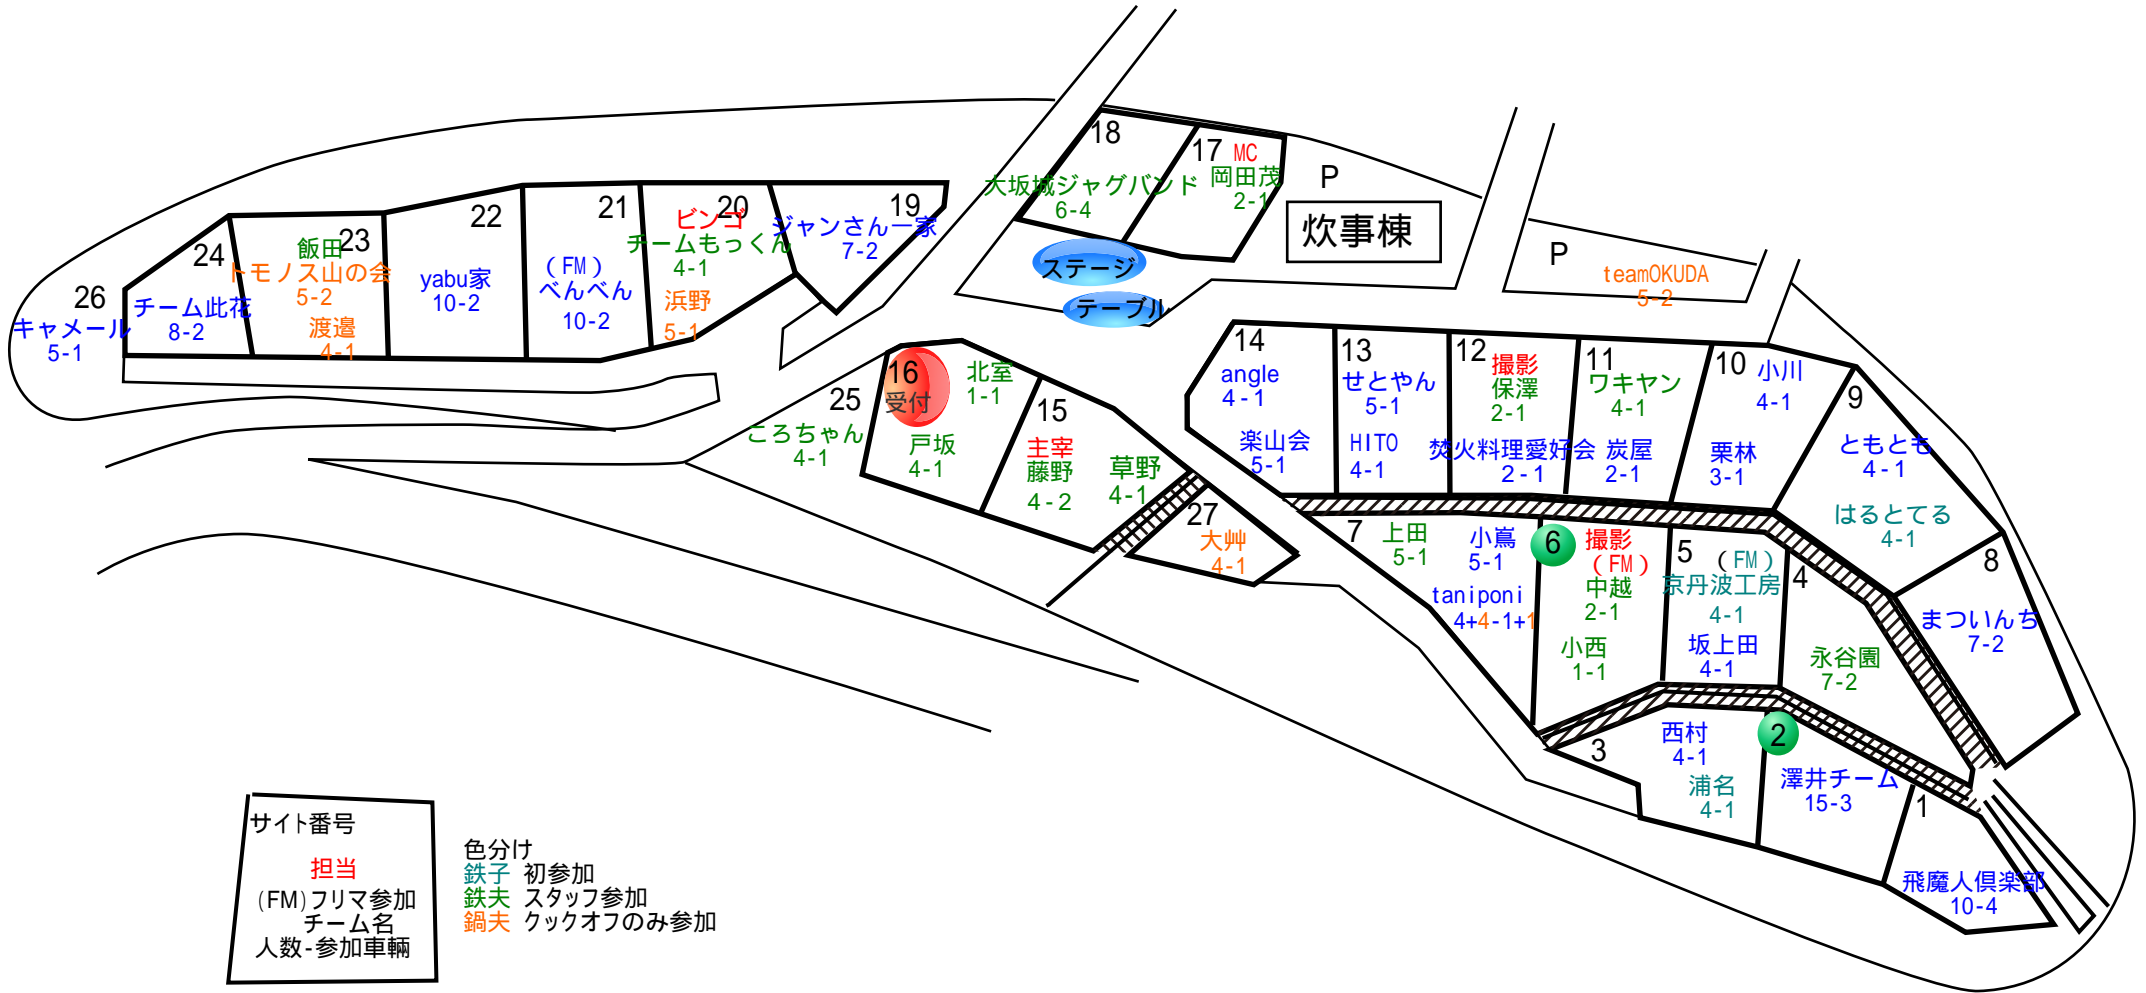 18
大坂城ジャグバンド
6-4
17
MC
岡田茂
2-1
P
炊事棟
P
teamOKUDA
5-2
ステージ
テーブル
26
キャメール
5-1
24
チーム此花
8-2
23
飯田
トモノス山の会
5-2
渡邉
4-1
22
yabu家
10-2
21
(FM)
べんべん
10-2
20
ビンゴ
チームもっくん
4-1
浜野
5-1
19
ジャンさん一家
7-2
25
ころちゃん
4-1
16
受付
北室
1-1
戸坂
4-1
15
主宰
藤野
4-2
草野
4-1
27
大艸
4-1
14
angle
4-1
楽山会
5-1
13
せとやん
5-1
HITO
4-1
12
撮影
保澤
2-1
焚火料理愛好会
2-1
11
ワキヤン
4-1
炭屋
2-1
10
小川
4-1
栗林
3-1
9
ともとも
4-1
はるとてる
4-1
8
まついんち
7-2
7
上田
5-1
小嶌
5-1
taniponi
4+4-1+1
6
撮影
(FM)
中越
2-1
小西
1-1
5
(FM)
京丹波工房
4-1
坂上田
4-1
4
永谷園
7-2
3
西村
4-1
浦名
4-1
2
澤井チーム
15-3
1
飛魔人倶楽部
10-4
サイト番号
担当
(FM)フリマ参加
チーム名
人数-参加車輛
色分け
鉄子 初参加
鉄夫 スタッフ参加
鍋夫 クックオフのみ参加